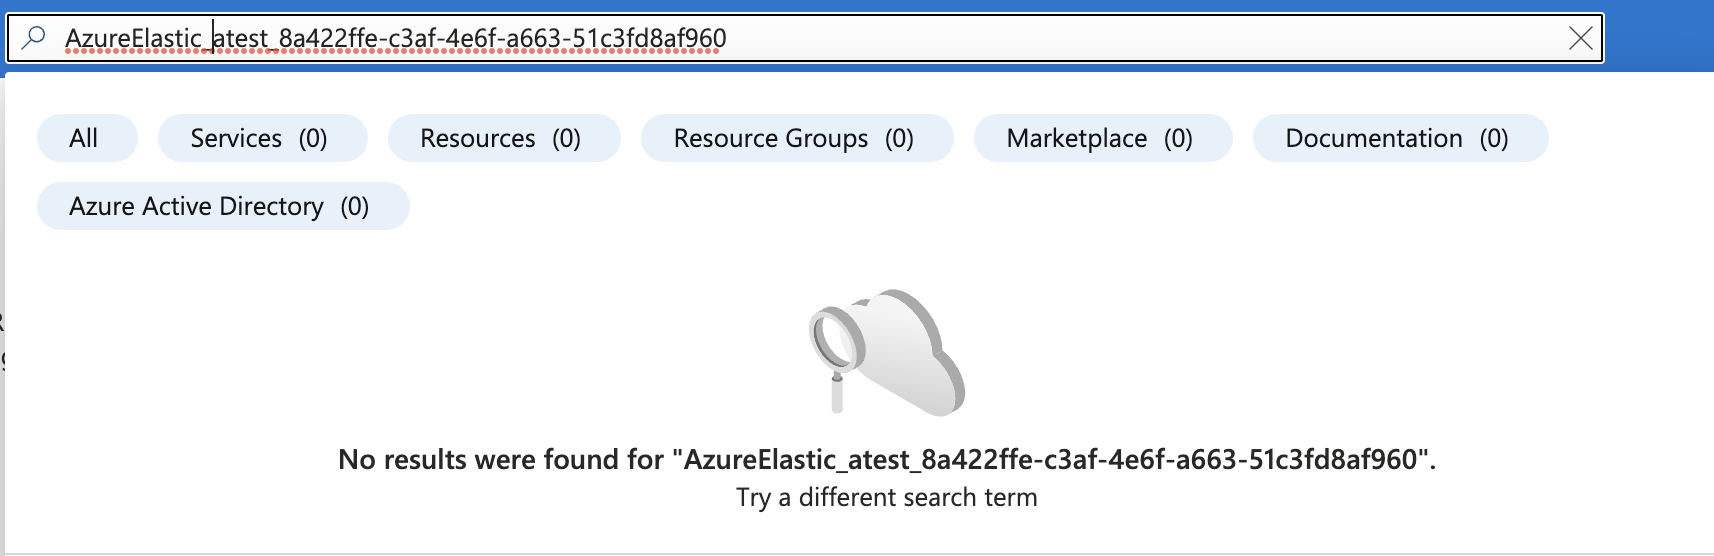 AzureElastic_atest_8a422ffe-c3af-4e6f-a663-51c3fd8af960
All Services (0) Resources (0) Resource Groups (0) Marketplace (0) Documentation (0)
Azure Active Directory (0)
No results were found for "AzureElastic_atest_8a422ffe-c3af-4e6f-a663-51c3fd8af960".
Try a different search term